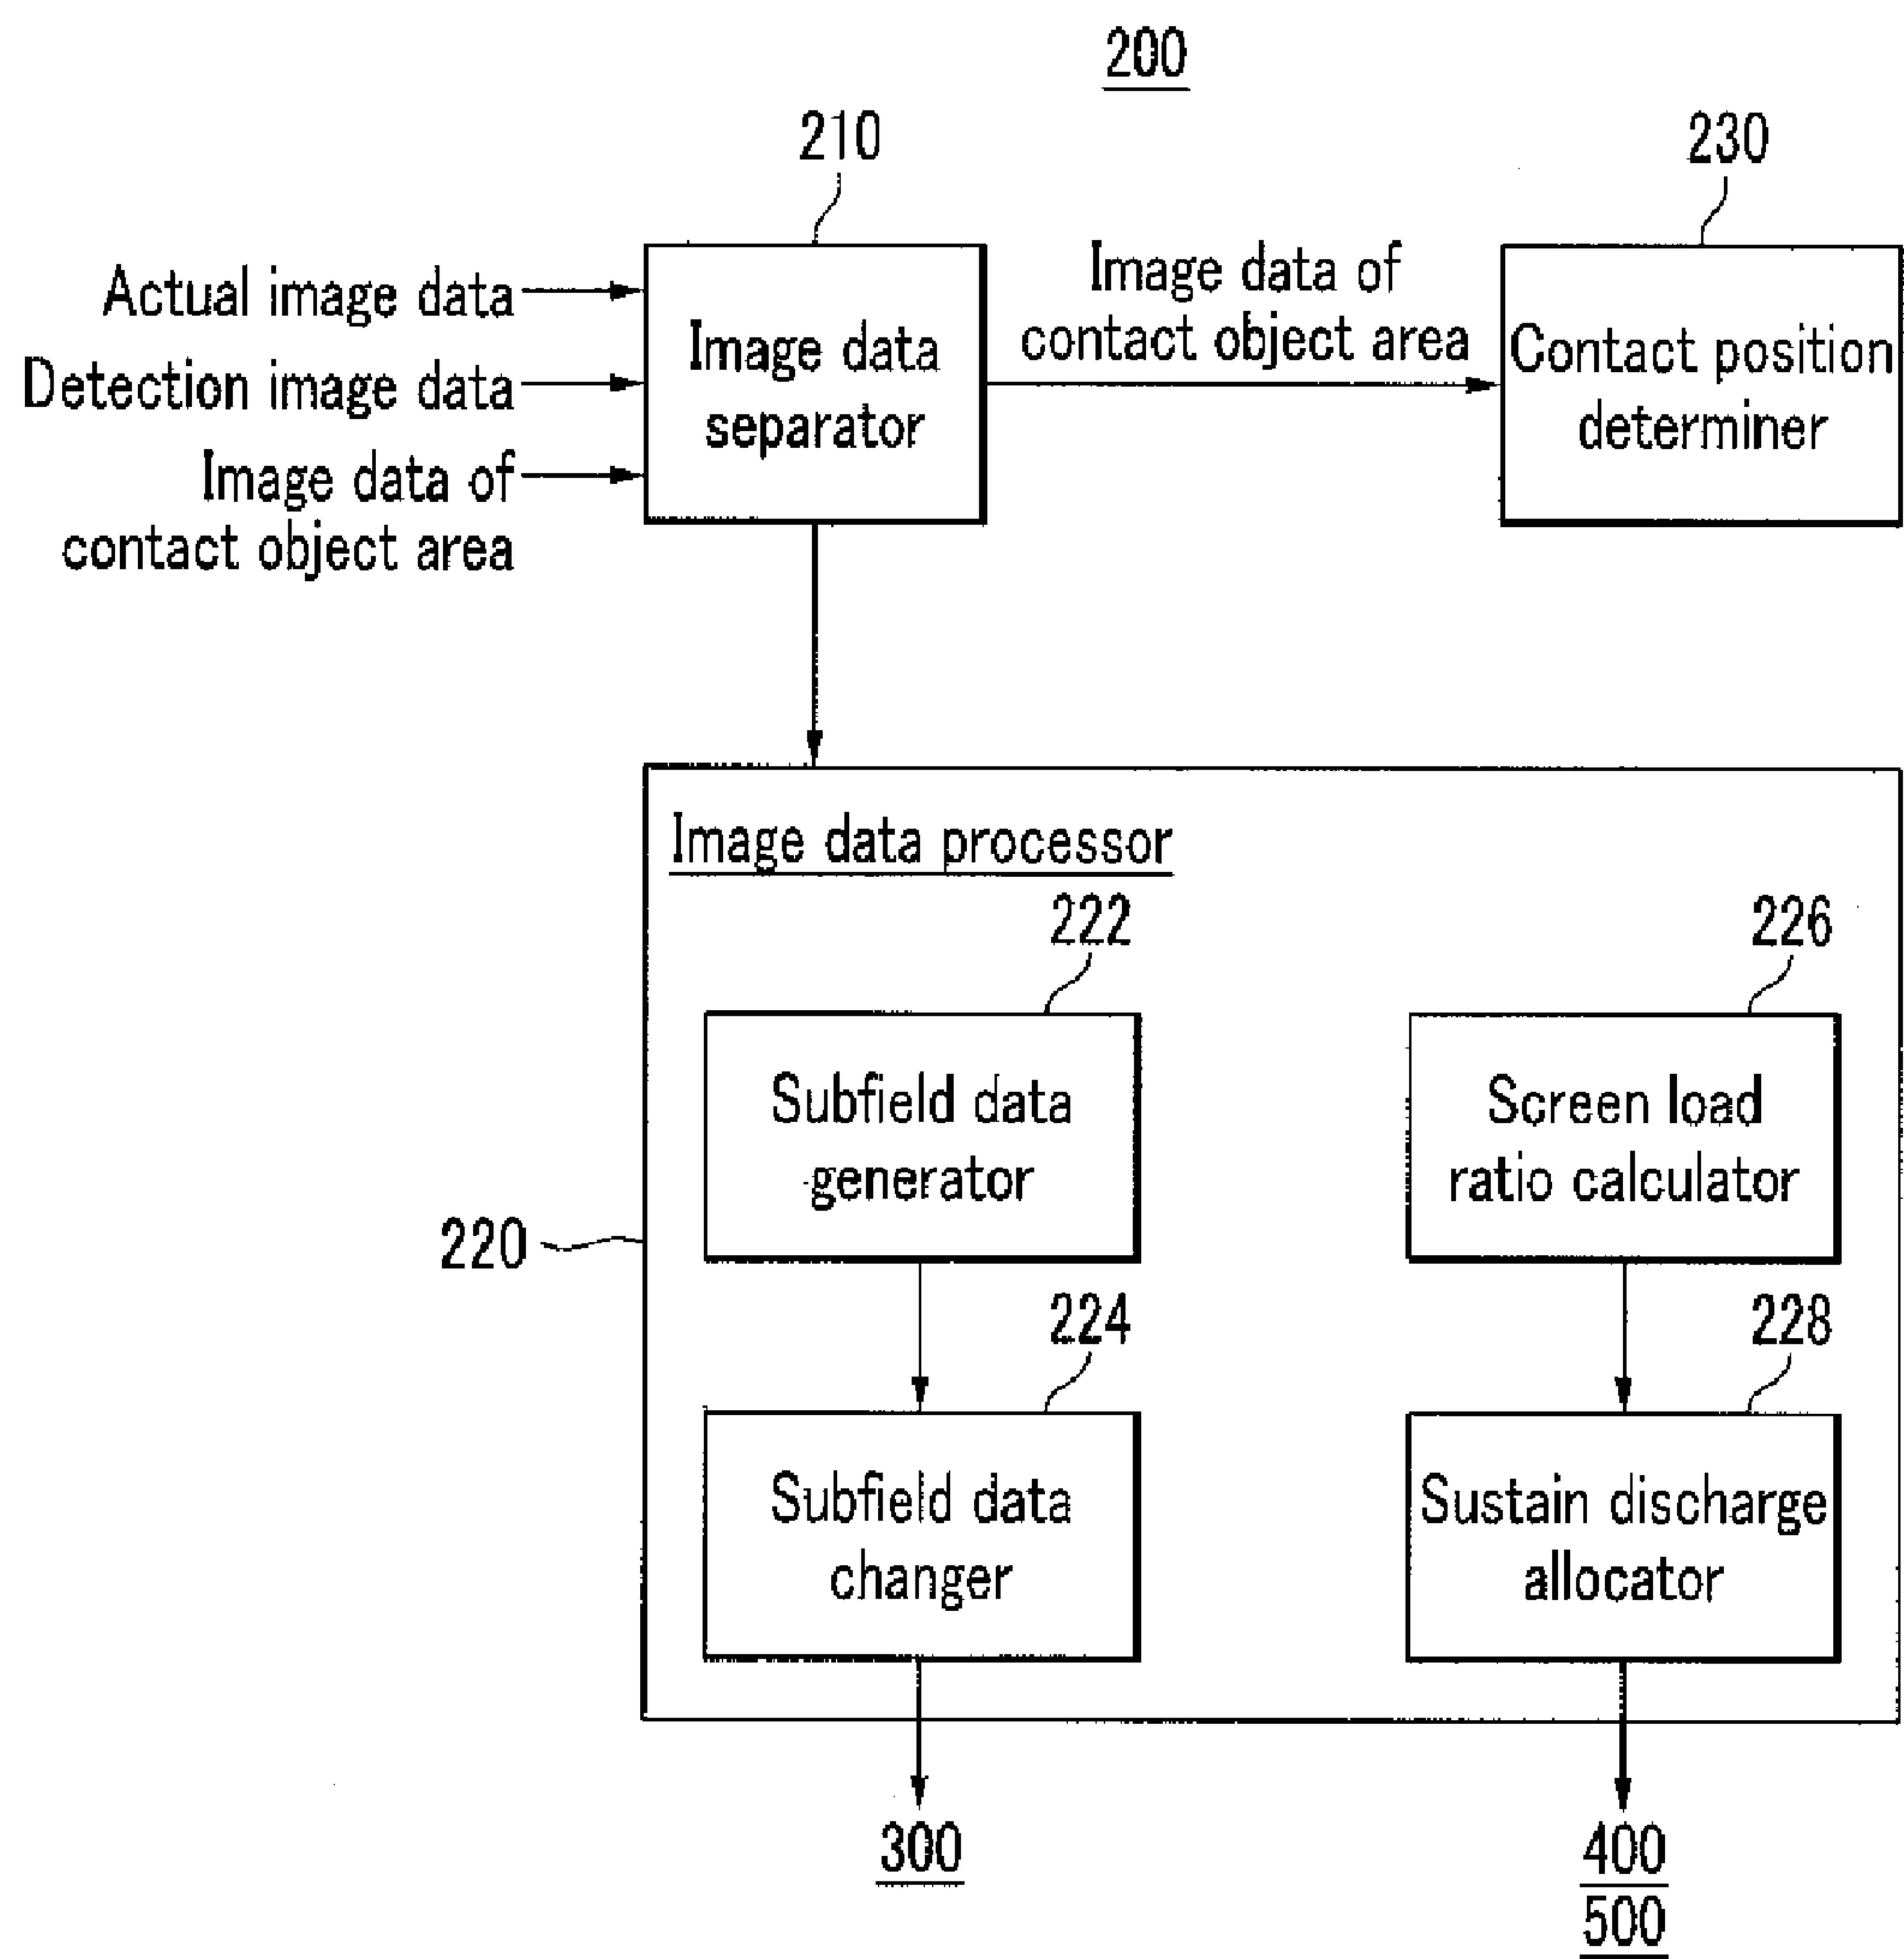 200
210
230
Actual image data
Detection image data
Image data of
contact object area
Image data
separator
Image data of
contact object area
Contact position
determiner
Image data processor
222
226
Subfield data
generator
Screen load
ratio calculator
220
224
228
Subfield data
changer
Sustain discharge
allocator
300
400
500